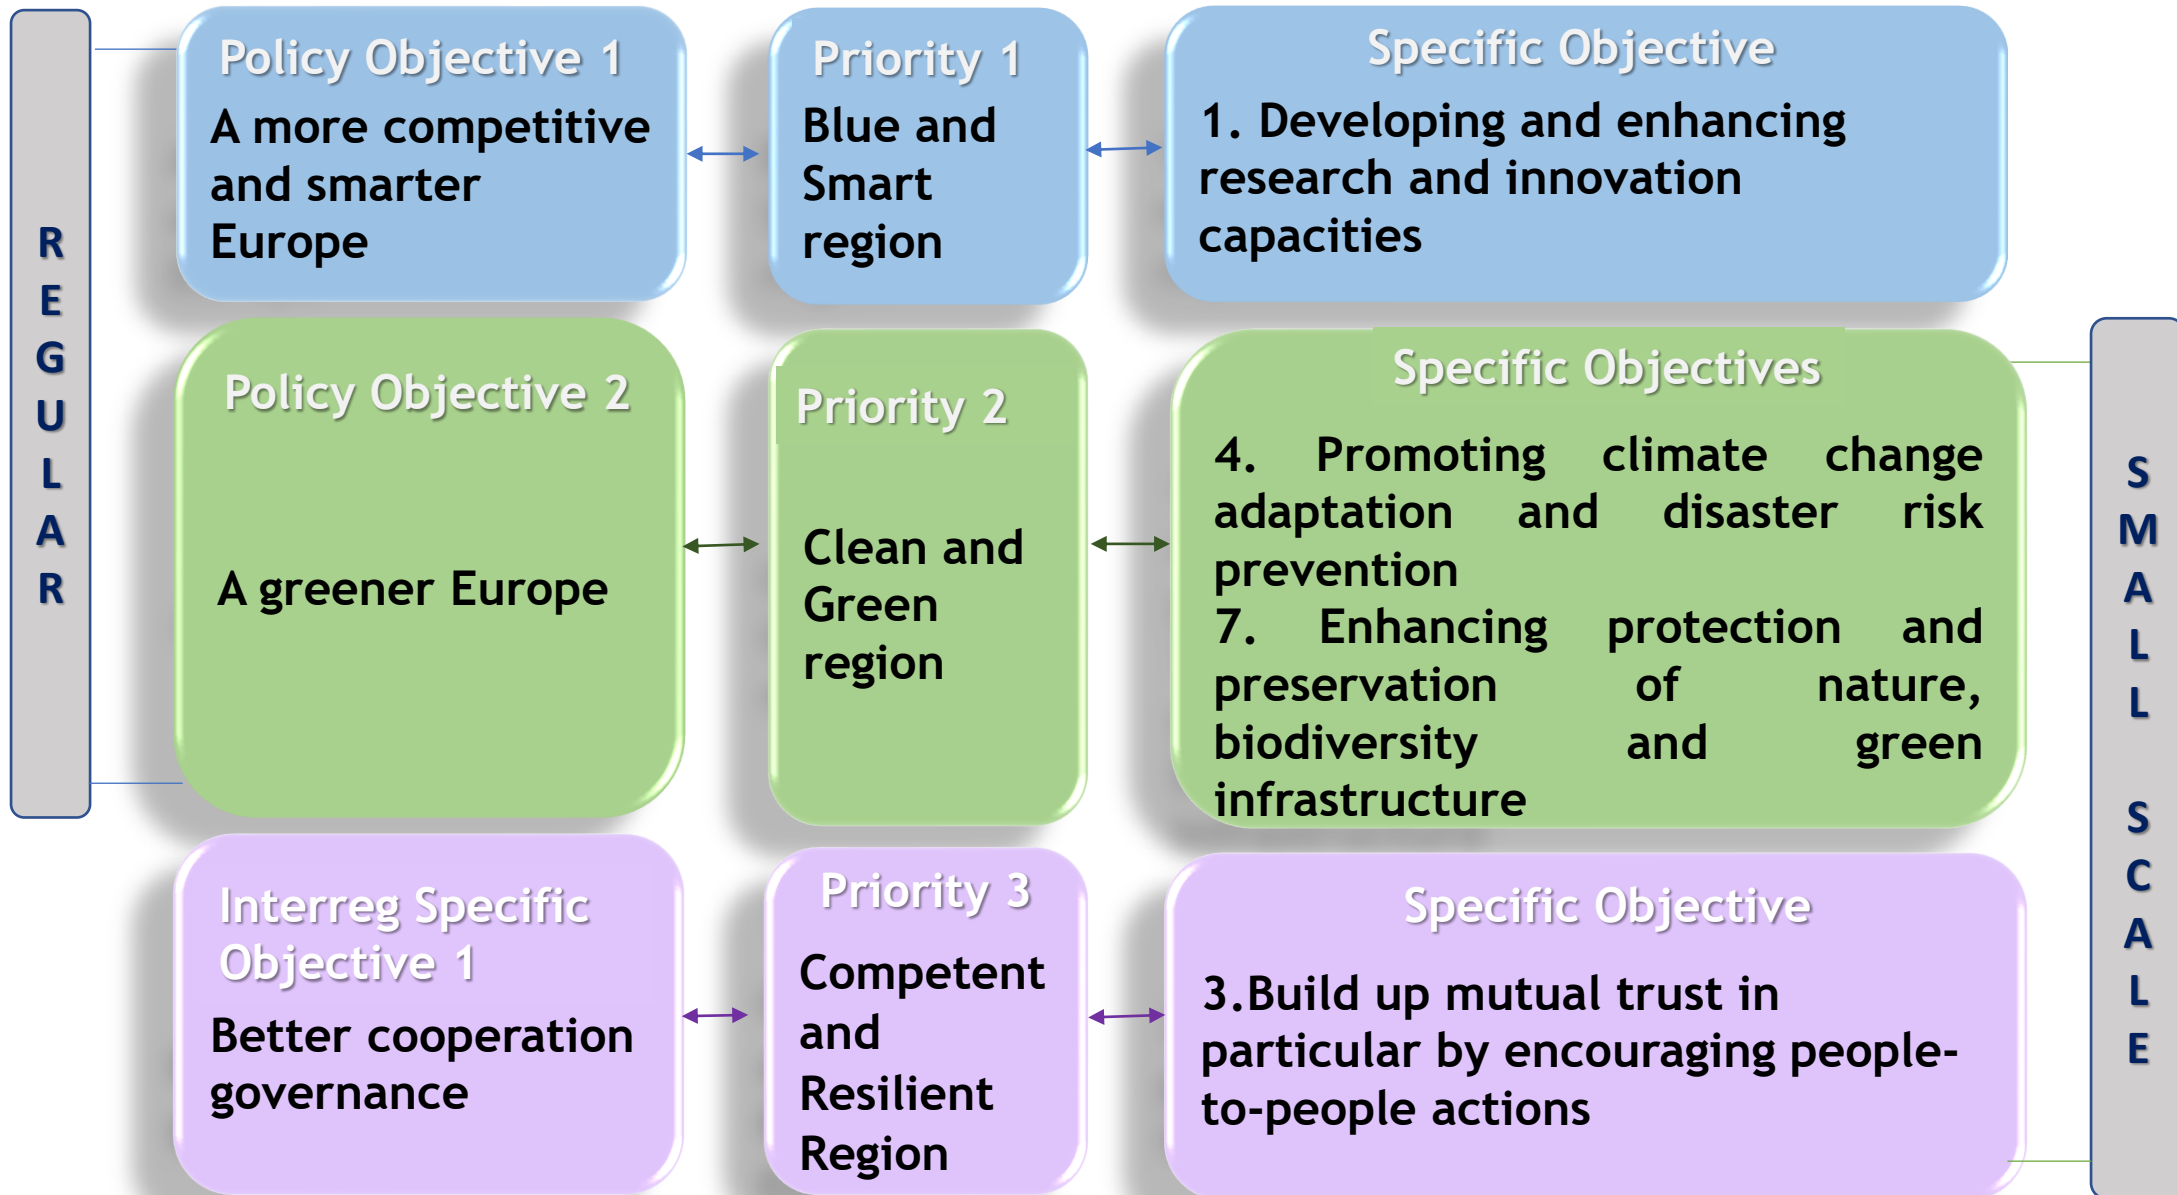 REGULAR
Policy Objective 1
A more competitive
and smarter
Europe
Priority 1
Blue and
Smart
region
Specific Objective
1. Developing and enhancing
research and innovation
capacities
Policy Objective 2
A greener Europe
Priority 2
Clean and
Green
region
Specific Objectives
4. Promoting climate change
adaptation and disaster risk
prevention
7. Enhancing protection and
preservation of nature,
biodiversity and green
infrastructure
Interreg Specific
Objective 1
Better cooperation
governance
Priority 3
Competent
and
Resilient
Region
Specific Objective
3.Build up mutual trust in
particular by encouraging people-
to-people actions
SMALL SCALE